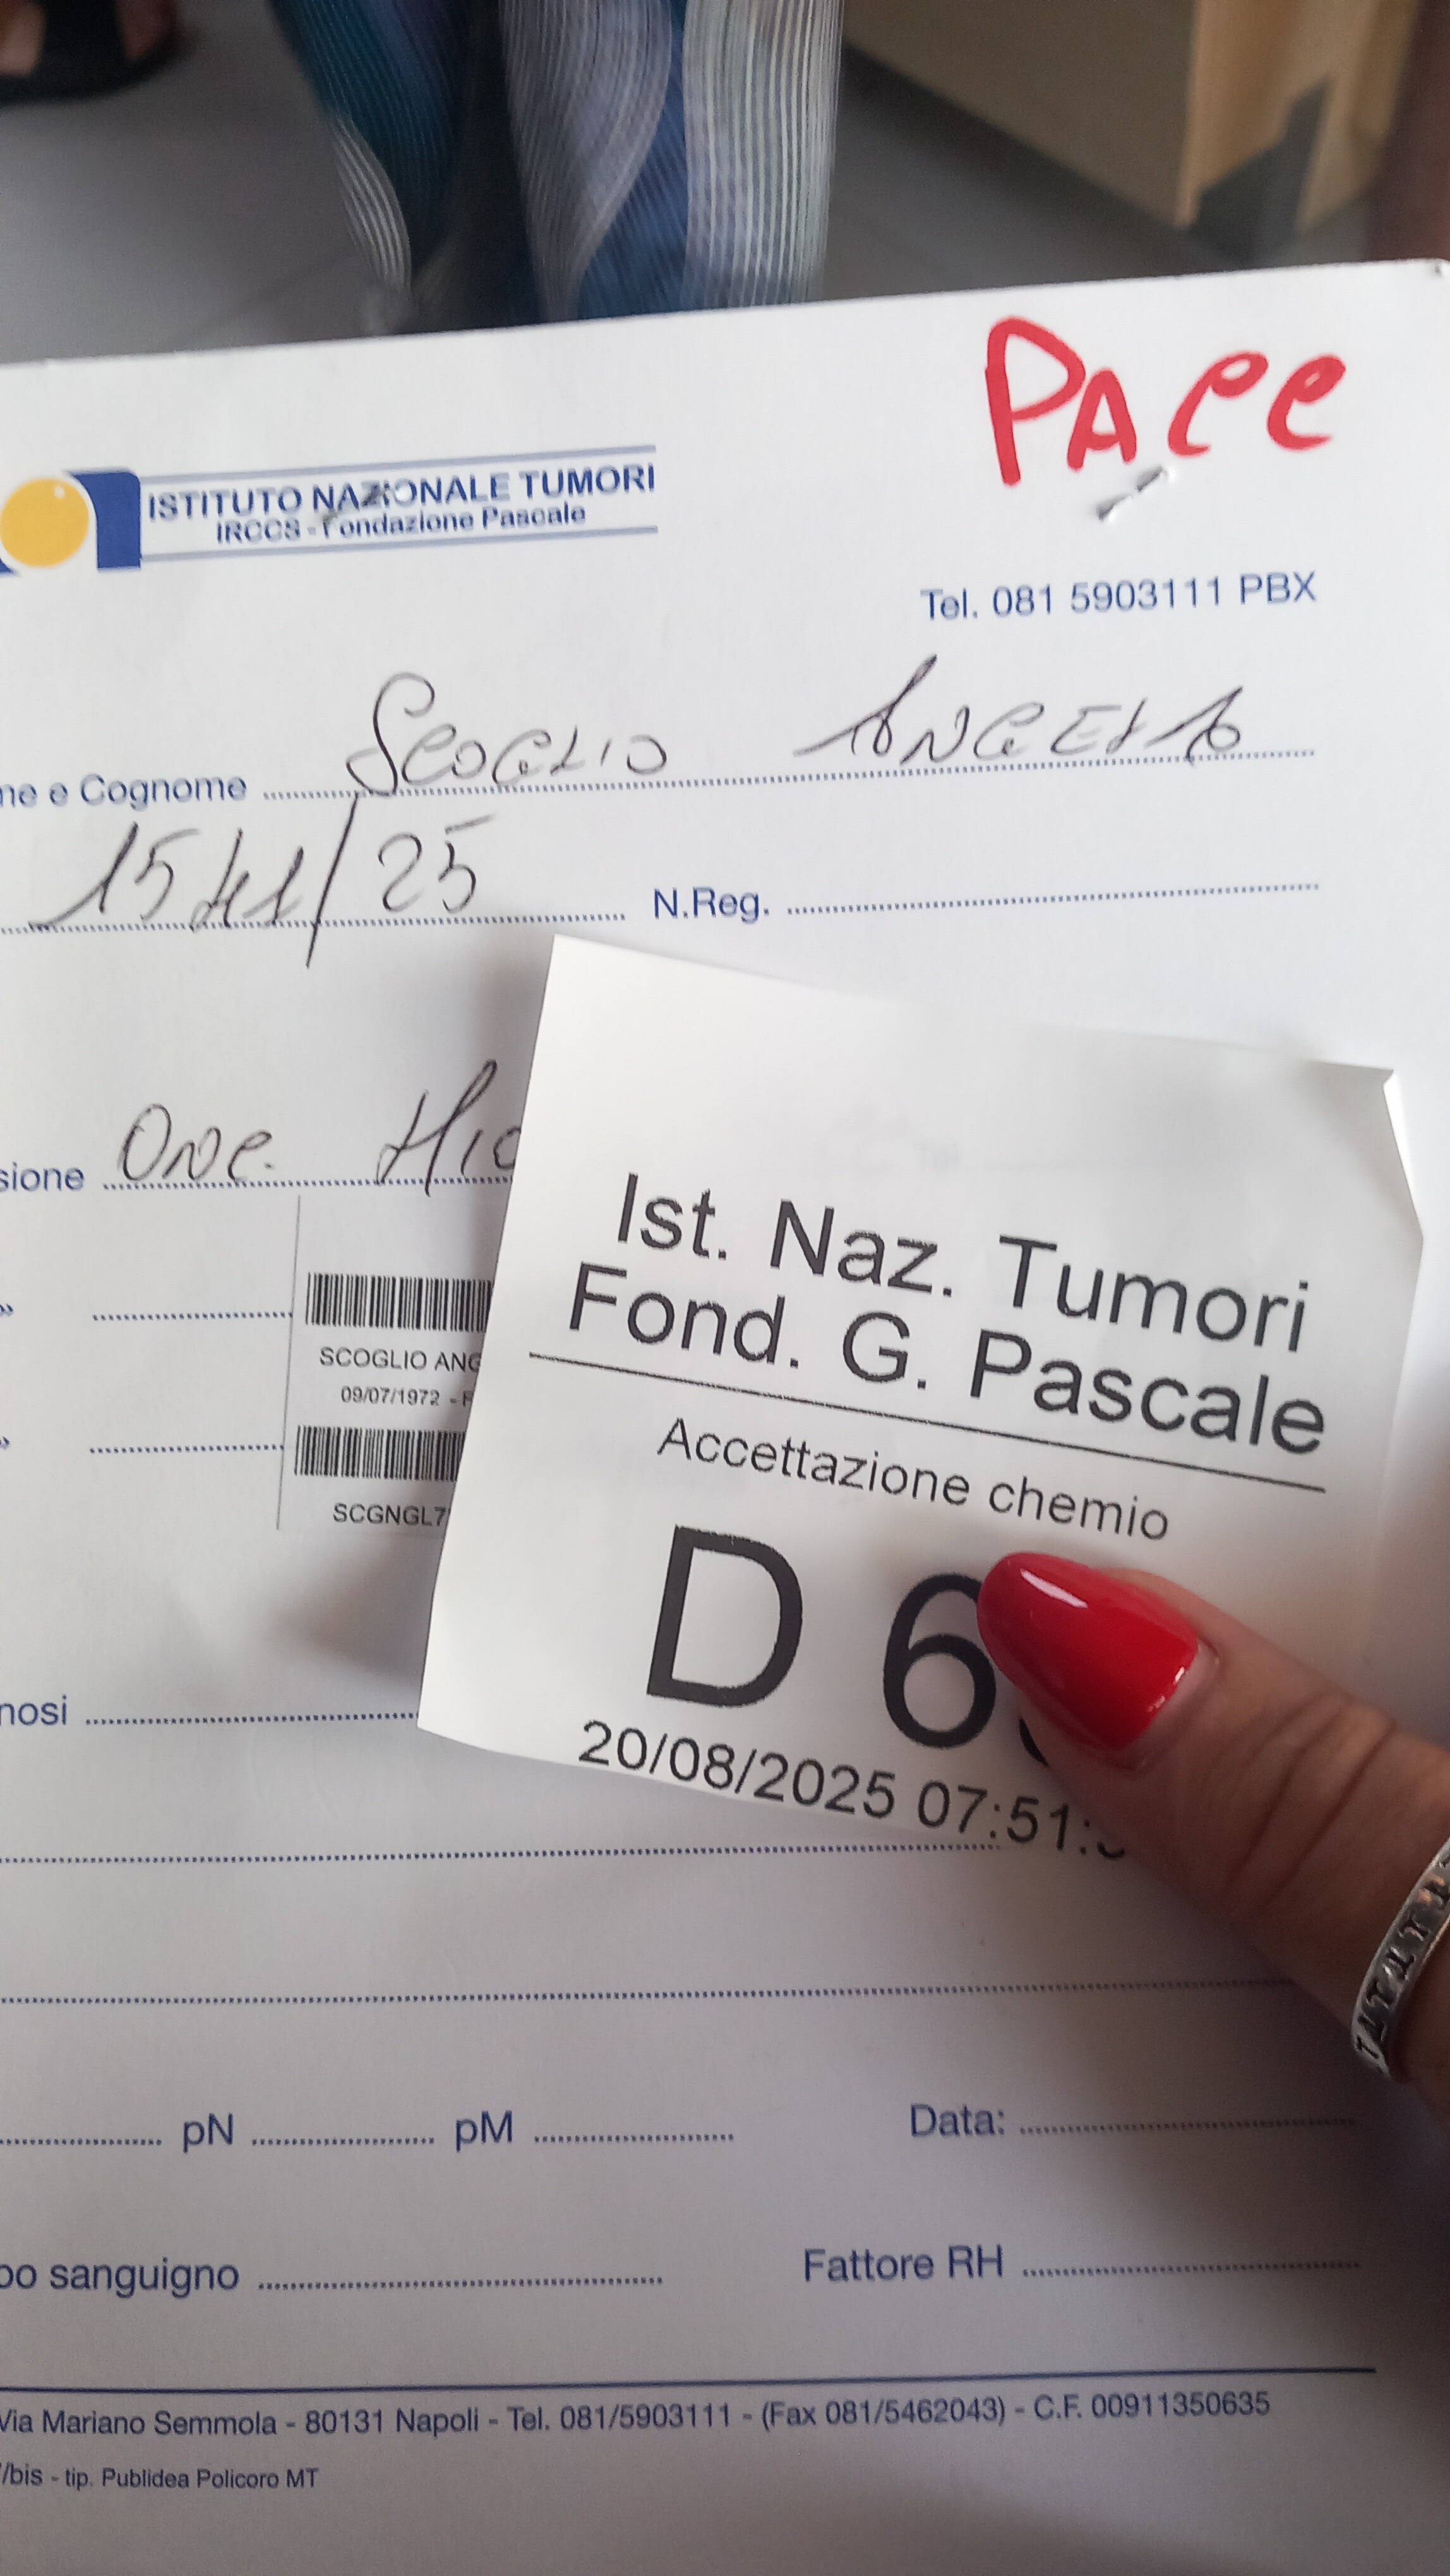 PACE
ISTITUTO NAZIONALE TUMORI
IRCCS - Fondazione Pascale
Tel. 081 5903111 PBX
me e Cognome SCOGLIO ANGELA
1541/25 N.Reg.
sione ONC.
SCOGLIO ANG
09/07/1972 - F
SCGNGL7
Ist. Naz. Tumori
Fond. G. Pascale
Accettazione chemio
D 6
20/08/2025 07:51:
nosi
pN pM Data:
po sanguigno Fattore RH
Via Mariano Semmola - 80131 Napoli - Tel. 081/5903111 - (Fax 081/5462043) - C.F. 00911350635
/bis - tip. Publidea Policoro MT